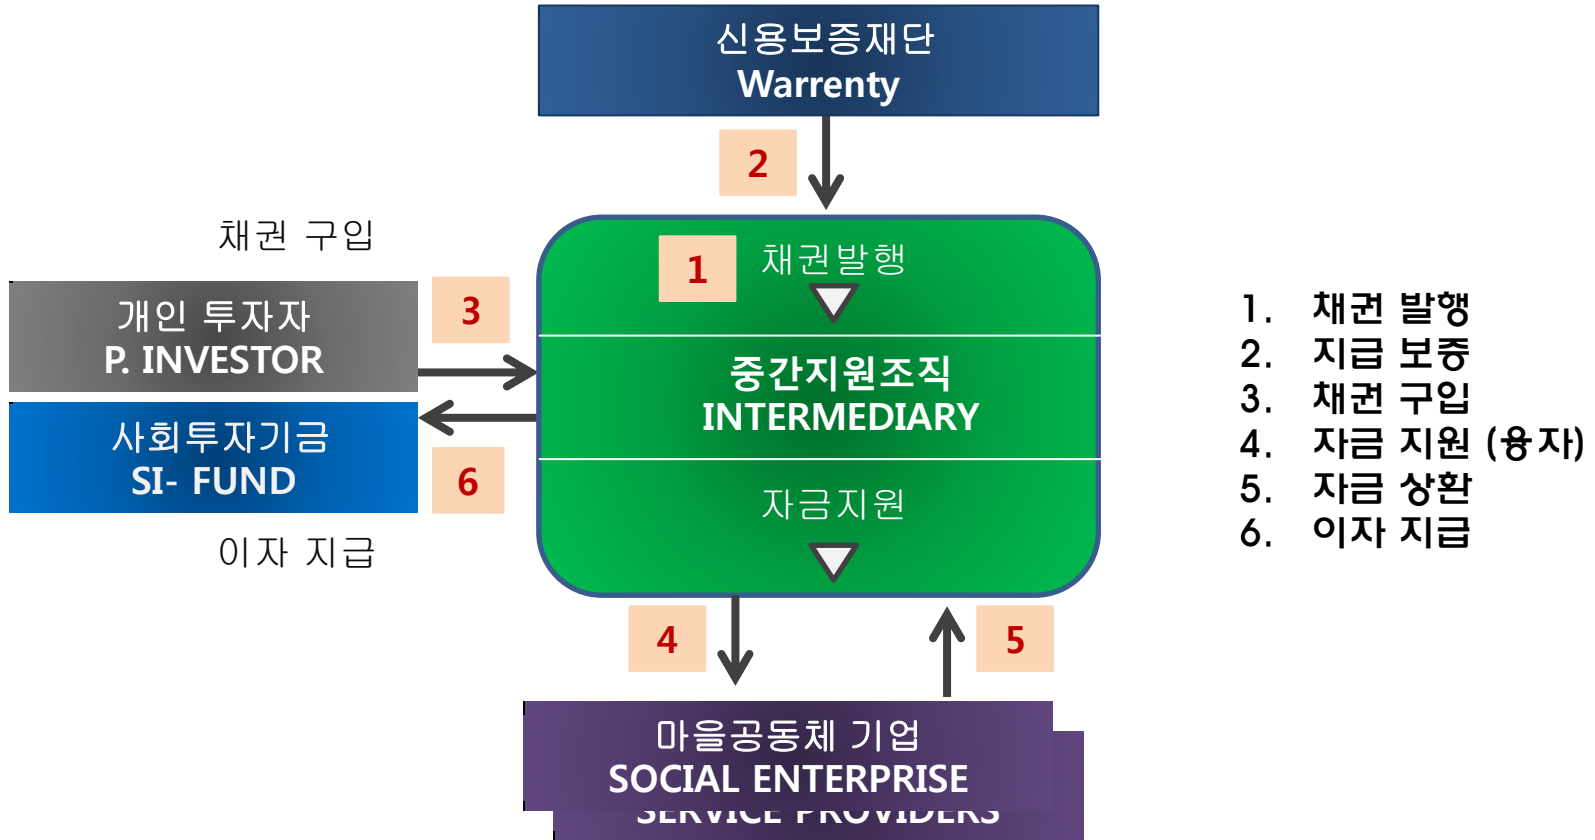 신용보증재단
Warrenty
2
채권 구입
1
채권발행
개인 투자자
P. INVESTOR
3
중간지원조직
INTERMEDIARY
사회투자기금
SI- FUND
6
자금지원
이자 지급
4
5
마을공동체 기업
SOCIAL ENTERPRISE
SERVICE PROVIDERS
1. 채권 발행
2. 지급 보증
3. 채권 구입
4. 자금 지원 (융자)
5. 자금 상환
6. 이자 지급